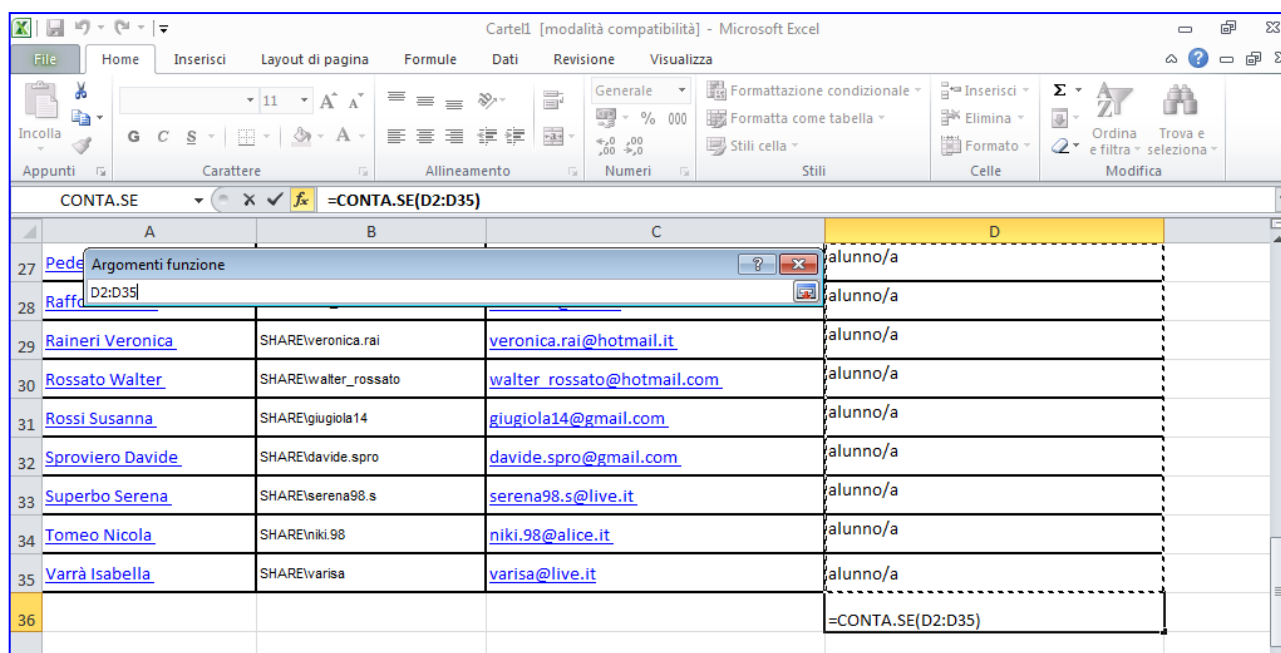 Cartel1 [modalità compatibilità] - Microsoft Excel
File Home Inserisci Layout di pagina Formule Dati Revisione Visualizza
Incolla
11 A A
G C S A
Generale
% 000
Formattazione condizionale
Formatta come tabella
Stili cella
Inserisci
Elimina
Formato
Σ
Ordina e filtra
Trova e seleziona
Appunti Carattere Allineamento Numeri Stili Celle Modifica
CONTA.SE fx =CONTA.SE(D2:D35)
A B C D
Argomenti funzione
D2:D35
27 Pede alunno/a
28 Raffo alunno/a
29 Raineri Veronica SHARE\veronica.rai veronica.rai@hotmail.it alunno/a
30 Rossato Walter SHARE\walter_rossato walter_rossato@hotmail.com alunno/a
31 Rossi Susanna SHARE\giugiola14 giugiola14@gmail.com alunno/a
32 Sproviero Davide SHARE\davide.spro davide.spro@gmail.com alunno/a
33 Superbo Serena SHARE\serena98.s serena98.s@live.it alunno/a
34 Tomeo Nicola SHARE\niki.98 niki.98@alice.it alunno/a
35 Varrà Isabella SHARE\varisa varisa@live.it alunno/a
36 =CONTA.SE(D2:D35)